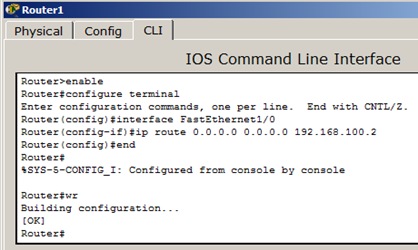 Router1
Physical Config CLI
IOS Command Line Interface
Router>enable
Router#configure terminal
Enter configuration commands, one per line.  End with CNTL/Z.
Router(config)#interface FastEthernet1/0
Router(config-if)#ip route 0.0.0.0 0.0.0.0 192.168.100.2
Router(config)#end
Router#
%SYS-5-CONFIG_I: Configured from console by console
Router#wr
Building configuration...
[OK]
Router#